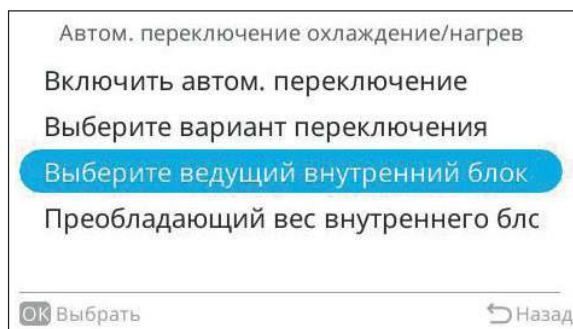 Автом. переключение охлаждение/нагрев
Включить автом. переключение
Выберите вариант переключения
Выберите ведущий внутренний блок
Преобладающий вес внутреннего блс
OK Выбрать
Назад